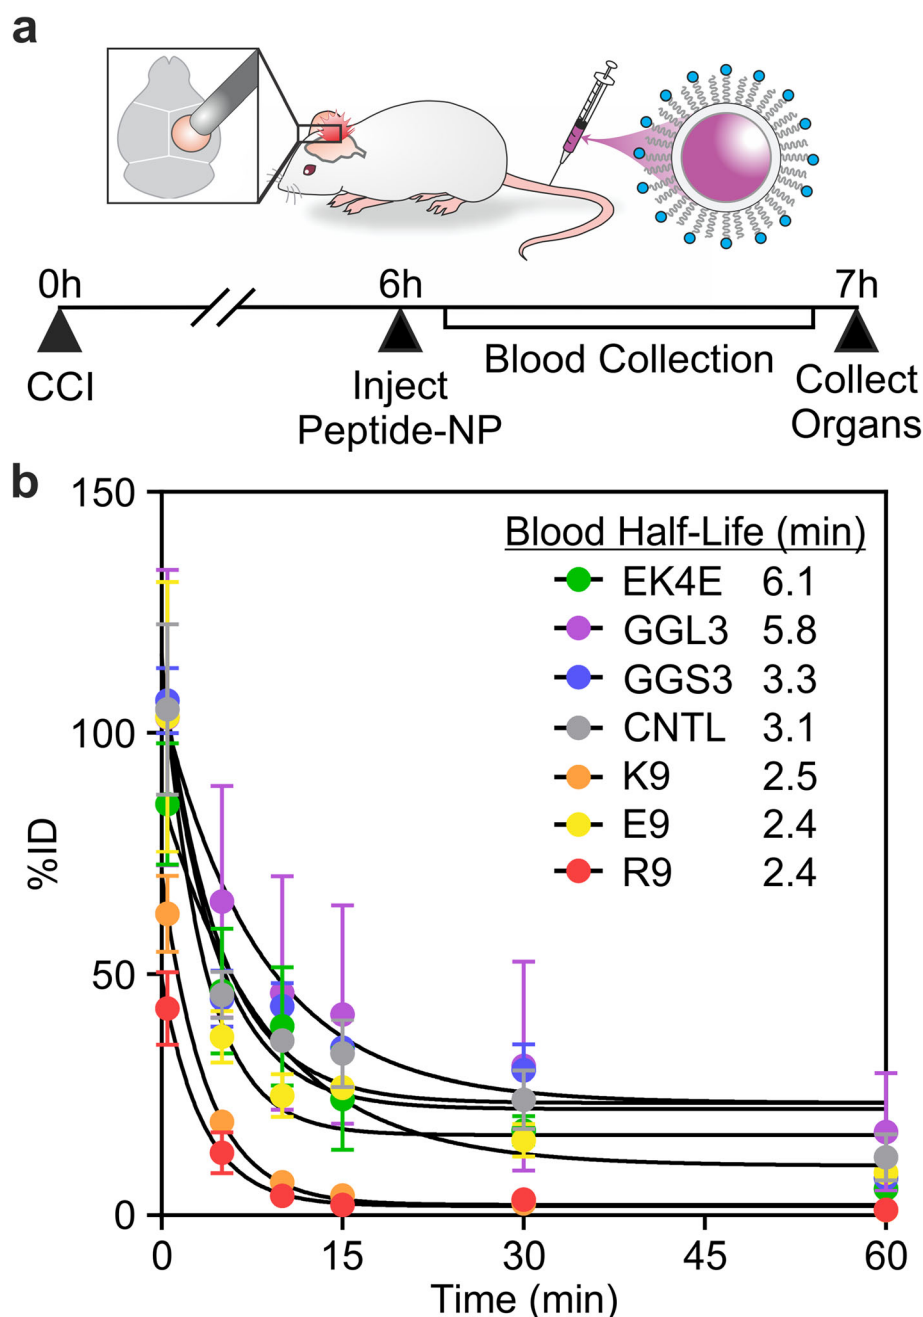 a
0h
6h
7h
CCI
Inject
Peptide-NP
Blood Collection
Collect
Organs
b
150
100
50
0
%ID
Blood Half-Life (min)
EK4E 6.1
GGL3 5.8
GGS3 3.3
CNTL 3.1
K9 2.5
E9 2.4
R9 2.4
0 15 30 45 60
Time (min)